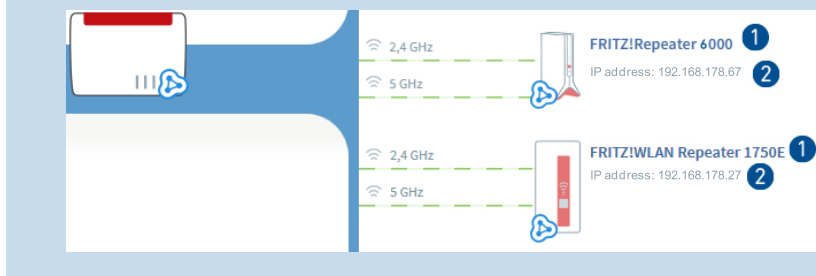 2,4 GHz
FRITZ!Repeater 6000 1
IP address: 192.168.178.67 2
5 GHz
2,4 GHz
FRITZ!WLAN Repeater 1750E 1
IP address: 192.168.178.27 2
5 GHz